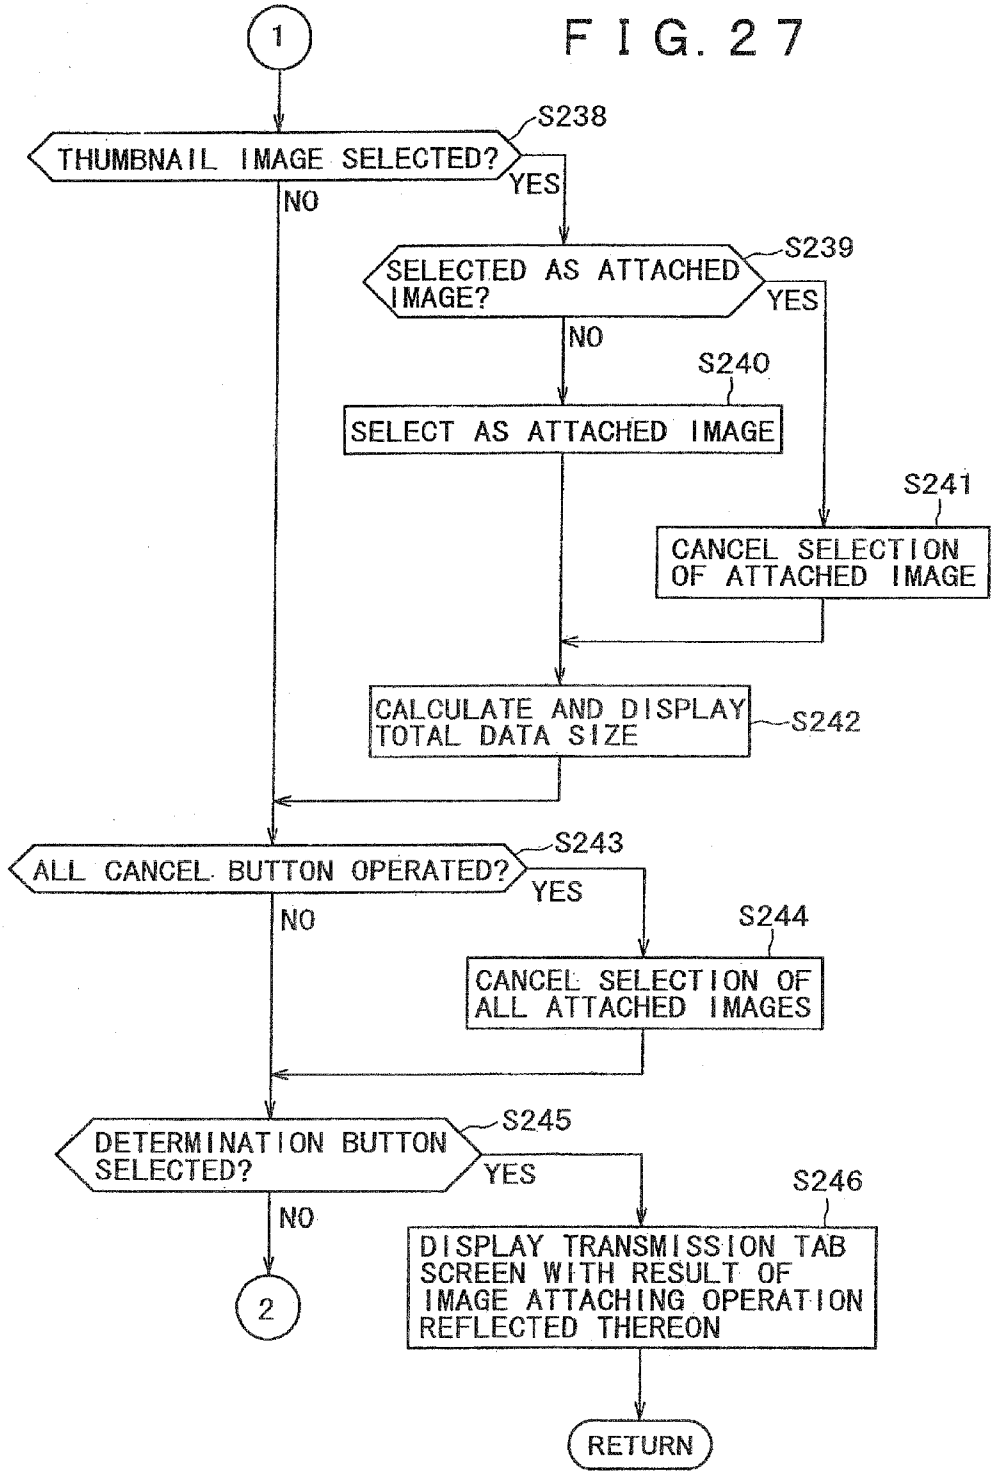 1
FIG. 27
S238
THUMBNAIL IMAGE SELECTED?
YES
NO
S239
SELECTED AS ATTACHED
IMAGE?
YES
NO
S240
SELECT AS ATTACHED IMAGE
S241
CANCEL SELECTION
OF ATTACHED IMAGE
CALCULATE AND DISPLAY
TOTAL DATA SIZE
S242
S243
ALL CANCEL BUTTON OPERATED?
YES
NO
S244
CANCEL SELECTION OF
ALL ATTACHED IMAGES
S245
DETERMINATION BUTTON
SELECTED?
YES
NO
S246
DISPLAY TRANSMISSION TAB
SCREEN WITH RESULT OF
IMAGE ATTACHING OPERATION
REFLECTED THEREON
2
RETURN